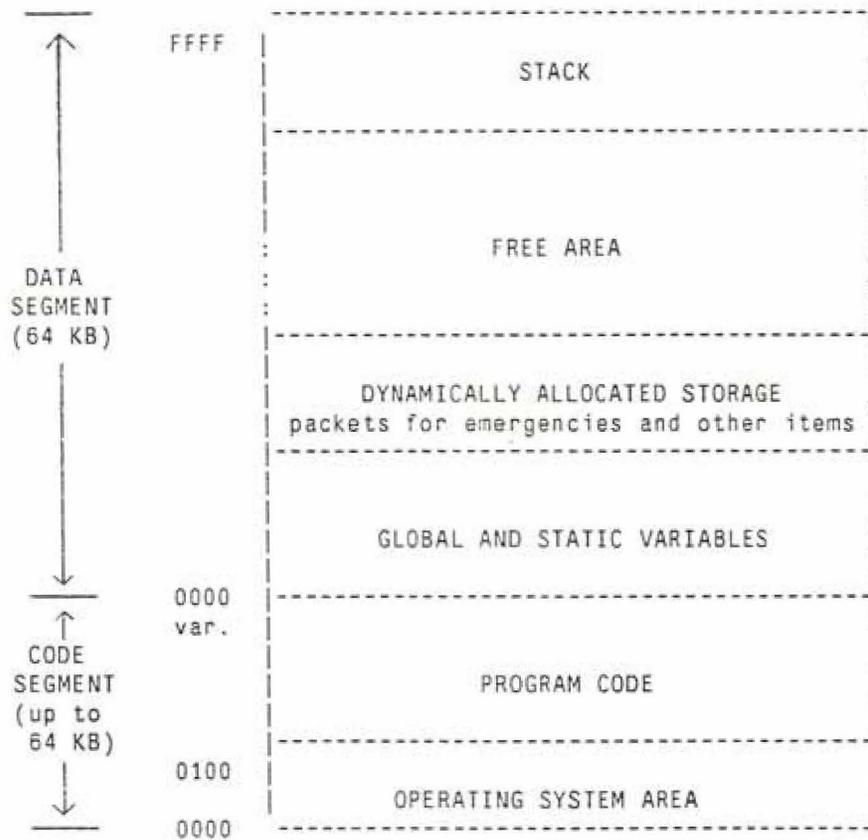 FFFF
STACK
FREE AREA
DATA
SEGMENT
(64 KB)
DYNAMICALLY ALLOCATED STORAGE
packets for emergencies and other items
GLOBAL AND STATIC VARIABLES
0000
var.
CODE
SEGMENT
(up to
64 KB)
PROGRAM CODE
0100
OPERATING SYSTEM AREA
0000